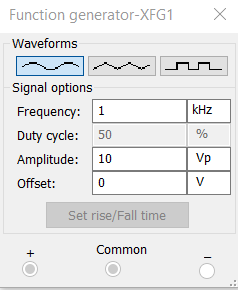 Function generator-XFG1
Waveforms
Signal options
Frequency: 1 kHz
Duty cycle: 50 %
Amplitude: 10 Vp
Offset: 0 V
Set rise/Fall time
+ Common –